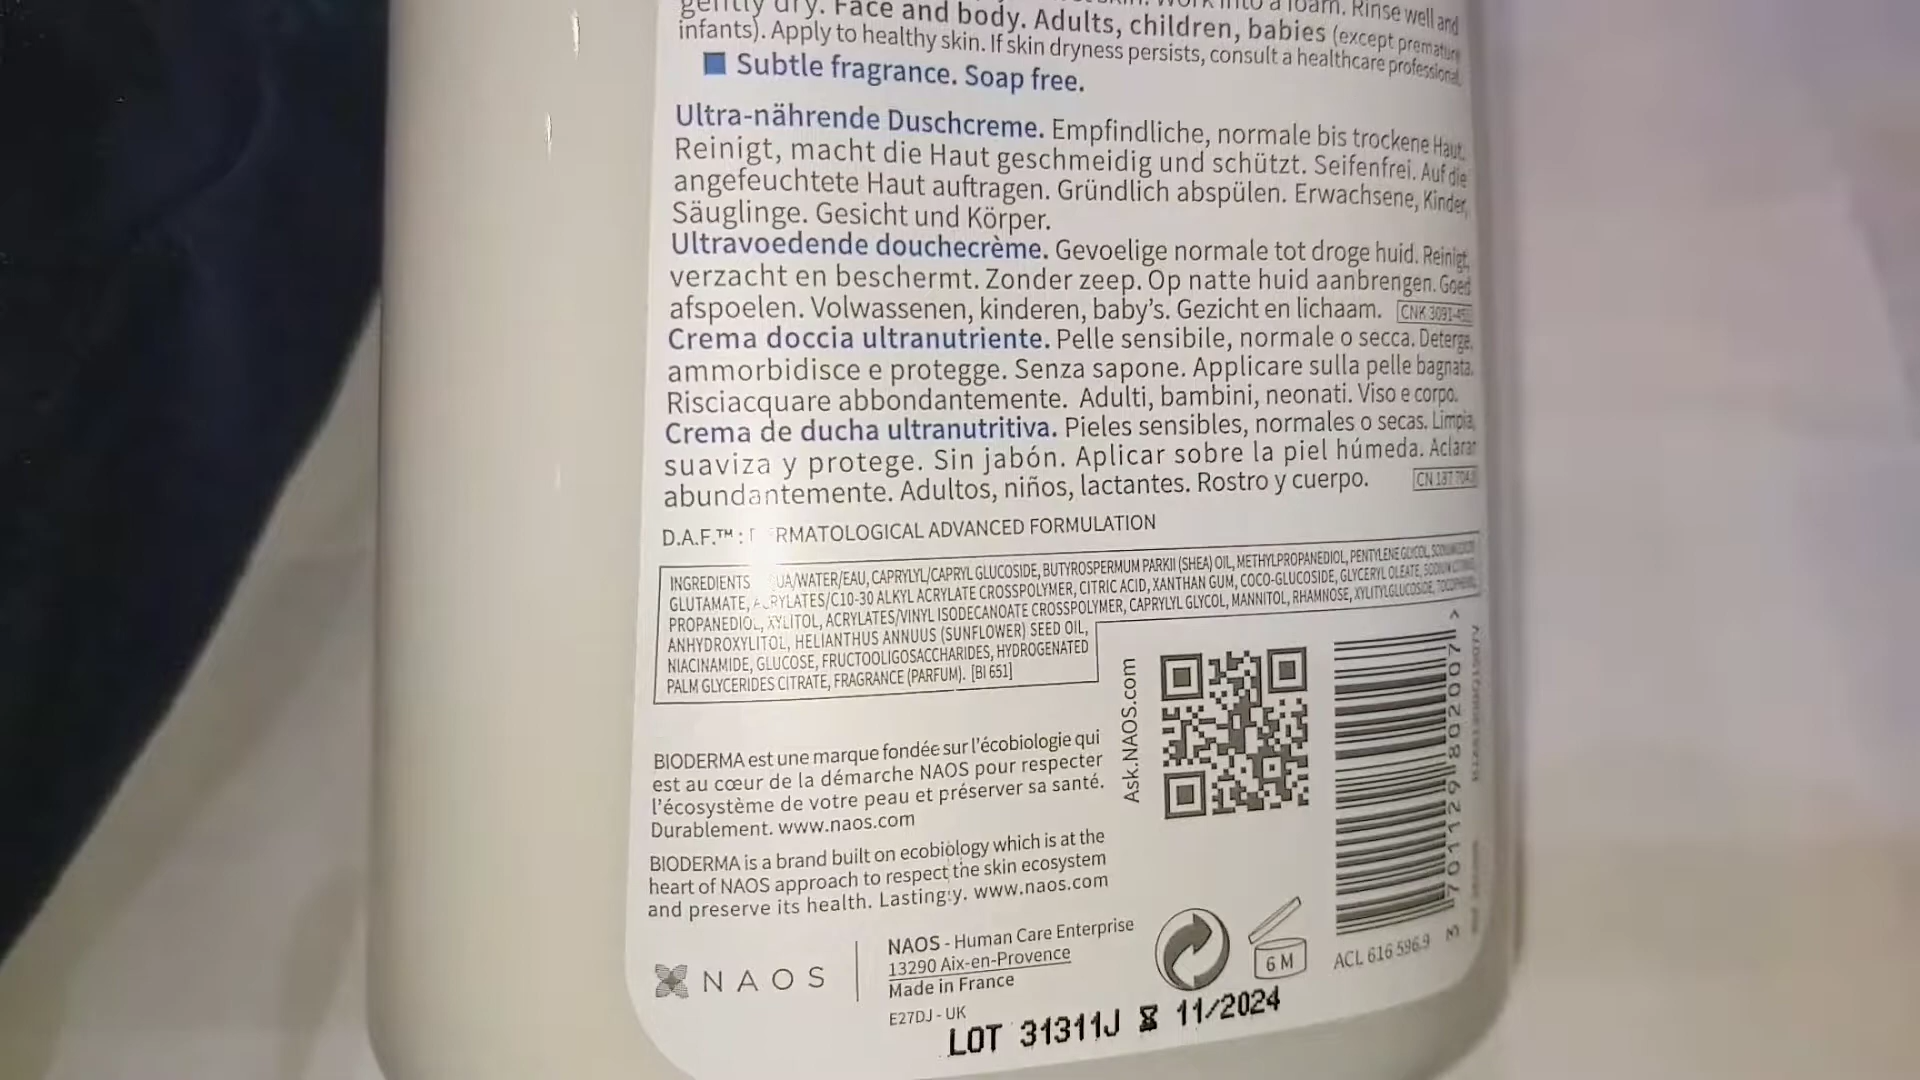 gently dry. Face and body. Adults, children, babies (except premature
infants). Apply to healthy skin. If skin dryness persists, consult a healthcare professional.
Subtle fragrance. Soap free.
Ultra-nährende Duschcreme. Empfindliche, normale bis trockene Haut.
Reinigt, macht die Haut geschmeidig und schützt. Seifenfrei. Auf die
angefeuchtete Haut auftragen. Gründlich abspülen. Erwachsene, Kinder,
Säuglinge. Gesicht und Körper.
Ultravoedende douchecrème. Gevoelige normale tot droge huid. Reinigt,
verzacht en beschermt. Zonder zeep. Op natte huid aanbrengen. Goed
afspoelen. Volwassenen, kinderen, baby's. Gezicht en lichaam. CNK
Crema doccia ultranutriente. Pelle sensibile, normale o secca. Deterge,
ammorbidisce e protegge. Senza sapone. Applicare sulla pelle bagnata.
Risciacquare abbondantemente. Adulti, bambini, neonati. Viso e corpo.
Crema de ducha ultranutritiva. Pieles sensibles, normales o secas. Limpia,
suaviza y protege. Sin jabón. Aplicar sobre la piel húmeda. Aclarar
abundantemente. Adultos, niños, lactantes. Rostro y cuerpo. CN
D.A.F.™ : D RMATOLOGICAL ADVANCED FORMULATION
INGREDIENTS UA/WATER/EAU, CAPRYLYL/CAPRYL GLUCOSIDE, BUTYROSPERMUM PARKII (SHEA) OIL, METHYLPROPANEDIOL, PENTYLENE GLYCOL,
GLUTAMATE, ACRYLATES/C10-30 ALKYL ACRYLATE CROSSPOLYMER, CITRIC ACID, XANTHAN GUM, COCO-GLUCOSIDE, GLYCERYL OLEATE,
PROPANEDIOL, XYLITOL, ACRYLATES/VINYL ISODECANOATE CROSSPOLYMER, CAPRYLYL GLYCOL, MANNITOL, RHAMNOSE, XYLITYLGLUCOSIDE,
ANHYDROXYLITOL, HELIANTHUS ANNUUS (SUNFLOWER) SEED OIL,
NIACINAMIDE, GLUCOSE, FRUCTOOLIGOSACCHARIDES, HYDROGENATED
PALM GLYCERIDES CITRATE, FRAGRANCE (PARFUM). [BI 651]
BIODERMA est une marque fondée sur l'écobiologie qui
est au cœur de la démarche NAOS pour respecter
l'écosystème de votre peau et préserver sa santé.
Durablement. www.naos.com
BIODERMA is a brand built on ecobiology which is at the
heart of NAOS approach to respect the skin ecosystem
and preserve its health. Lastingly. www.naos.com
Ask.NAOS.com
3 701129 802007 >
NAOS
NAOS - Human Care Enterprise
13290 Aix-en-Provence
Made in France
E27DJ - UK
6 M
ACL 616 596.9
LOT 31311J 11/2024